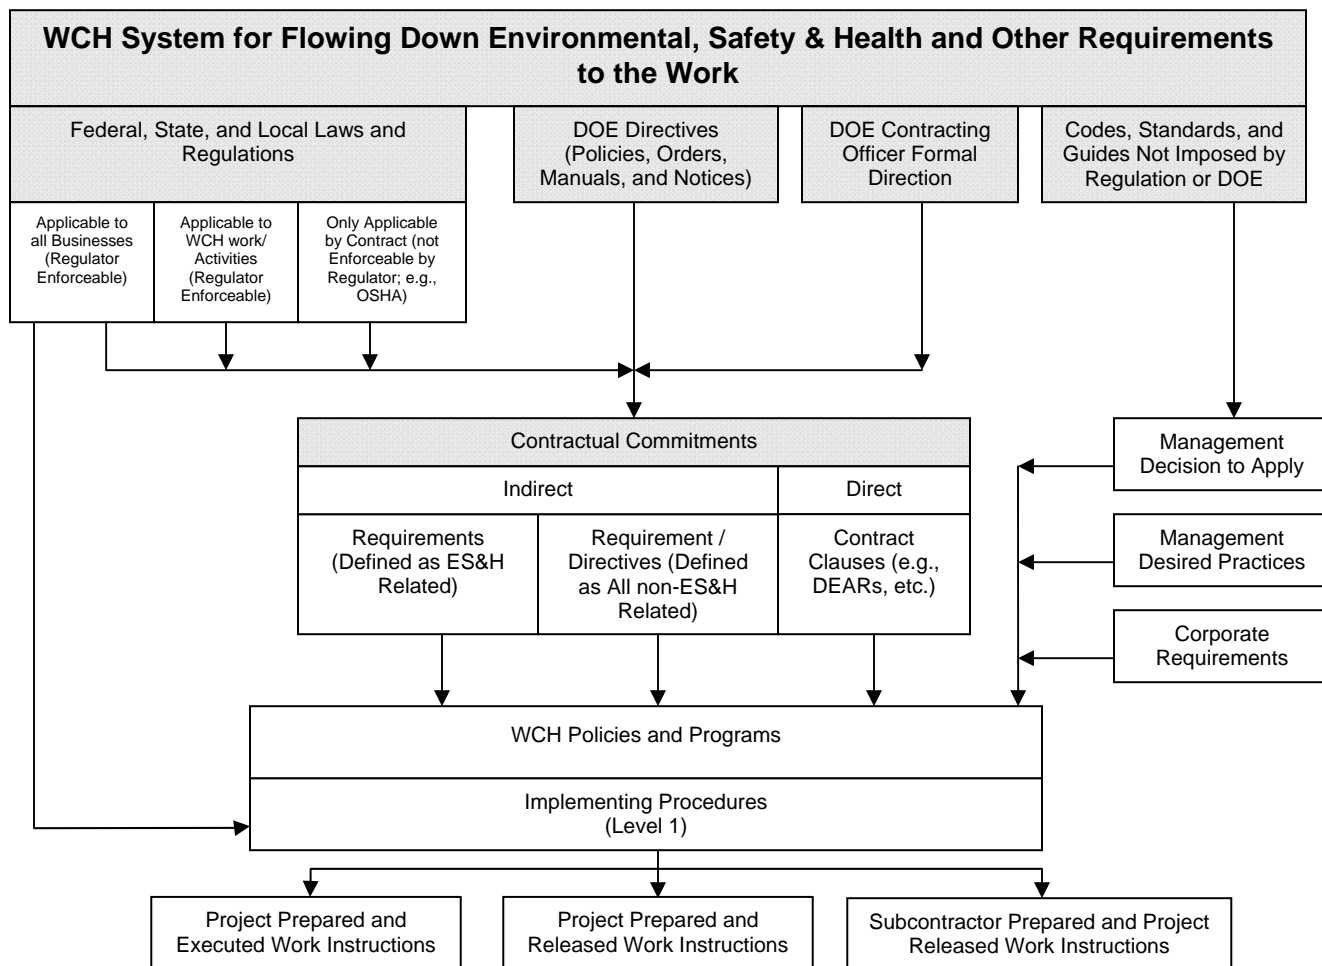 WCH System for Flowing Down Environmental, Safety & Health and Other Requirements
to the Work
Federal, State, and Local Laws and
Regulations
DOE Directives
(Policies, Orders,
Manuals, and Notices)
DOE Contracting
Officer Formal
Direction
Codes, Standards, and
Guides Not Imposed by
Regulation or DOE
Applicable to
all Businesses
(Regulator
Enforceable)
Applicable to
WCH work/
Activities
(Regulator
Enforceable)
Only Applicable
by Contract (not
Enforceable by
Regulator; e.g.,
OSHA)
Contractual Commitments
Indirect
Direct
Requirements
(Defined as ES&H
Related)
Requirement /
Directives (Defined
as All non-ES&H
Related)
Contract
Clauses (e.g.,
DEARs, etc.)
Management
Decision to Apply
Management
Desired Practices
Corporate
Requirements
WCH Policies and Programs
Implementing Procedures
(Level 1)
Project Prepared and
Executed Work Instructions
Project Prepared and
Released Work Instructions
Subcontractor Prepared and Project
Released Work Instructions